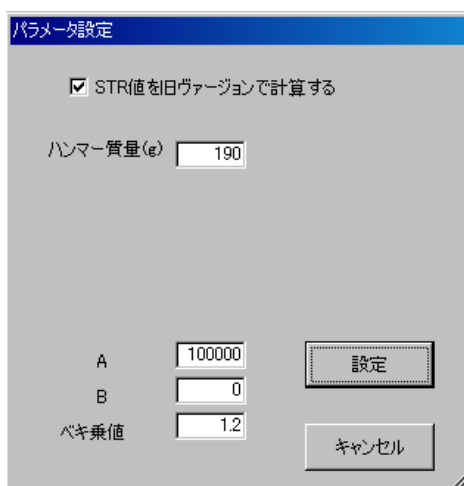 パラメータ設定
STR値を旧ヴァージョンで計算する
ハンマー質量(g) 190
A 100000
設定
B 0
ベキ乗値 1.2
キャンセル